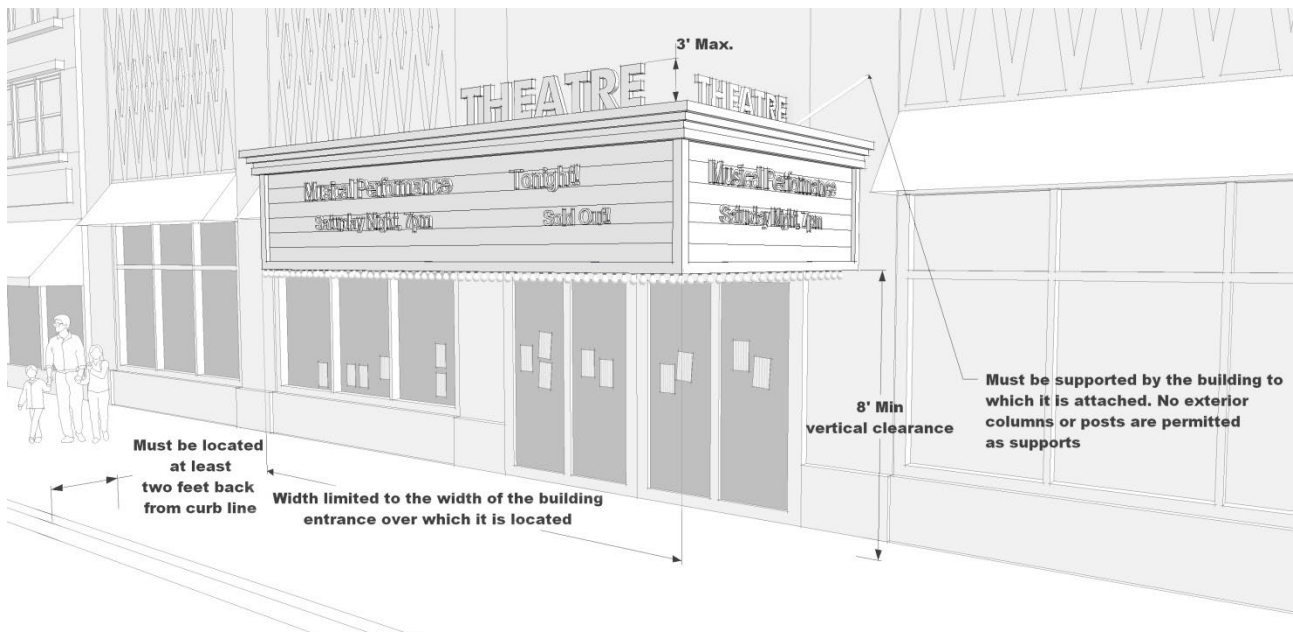 3' Max.
THEATRE
THEATRE
Musical Performance
Tonight!
Saturday Night, 7pm
Sold Out!
Musical Performance
Saturday Night, 7pm
Must be supported by the building to
which it is attached. No exterior
columns or posts are permitted
as supports
8' Min
vertical clearance
Must be located
at least
two feet back
from curb line
Width limited to the width of the building
entrance over which it is located